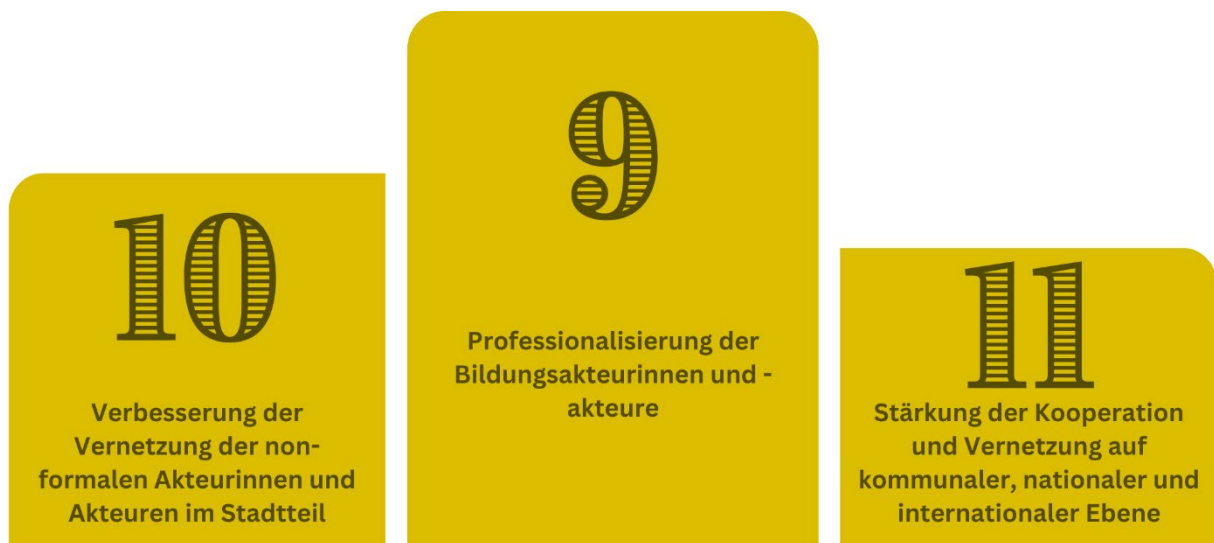 10
Verbesserung der
Vernetzung der non-
formalen Akteurinnen und
Akteuren im Stadtteil
9
Professionalisierung der
Bildungsakteurinnen und -
akteure
11
Stärkung der Kooperation
und Vernetzung auf
kommunaler, nationaler und
internationaler Ebene